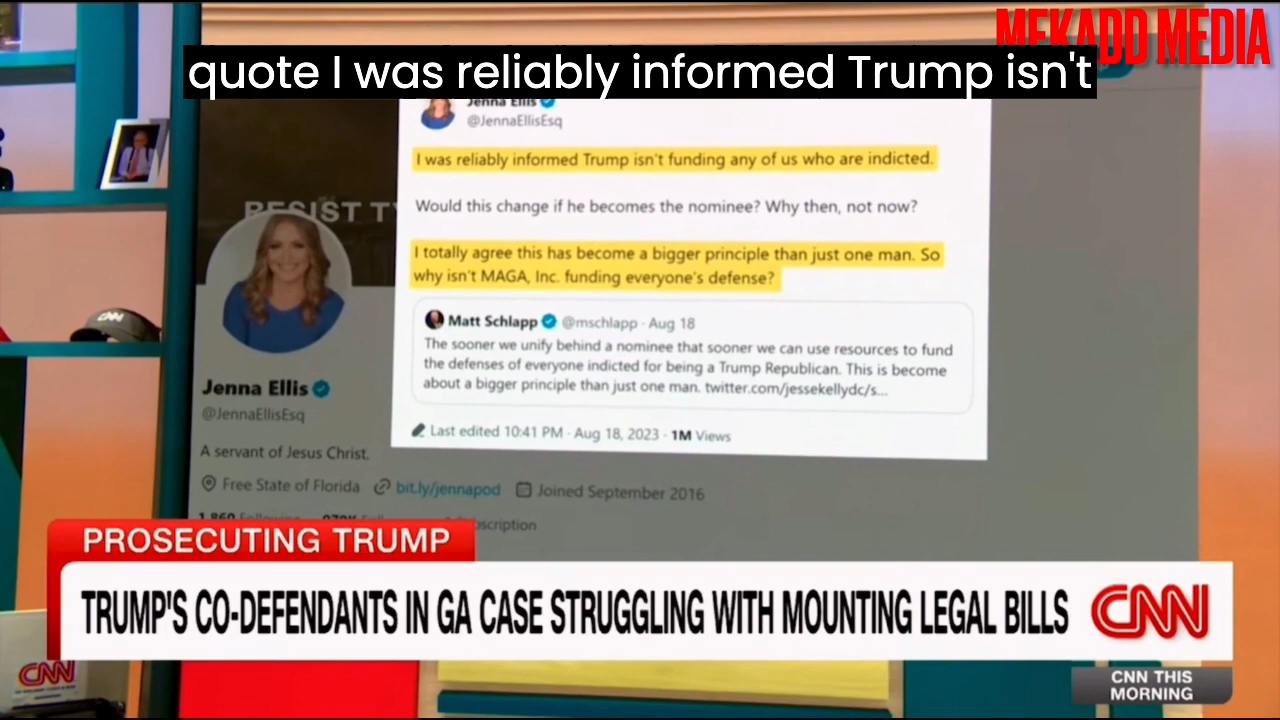 MEKADD MEDIA
quote I was reliably informed Trump isn't
Jenna Ellis
@JennaEllisEsq
I was reliably informed Trump isn't funding any of us who are indicted.
Would this change if he becomes the nominee? Why then, not now?
I totally agree this has become a bigger principle than just one man. So
why isn't MAGA, Inc. funding everyone's defense?
Matt Schlapp @mschlapp · Aug 18
The sooner we unify behind a nominee that sooner we can use resources to fund
the defenses of everyone indicted for being a Trump Republican. This is become
about a bigger principle than just one man. twitter.com/jessekellydc/s...
Last edited 10:41 PM · Aug 18, 2023 · 1M Views
RESIST
CNN
Jenna Ellis
@JennaEllisEsq
A servant of Jesus Christ.
Free State of Florida bit.ly/jennapod Joined September 2016
1,860 Following
PROSECUTING TRUMP
TRUMP'S CO-DEFENDANTS IN GA CASE STRUGGLING WITH MOUNTING LEGAL BILLS
CNN
CNN
CNN THIS
MORNING